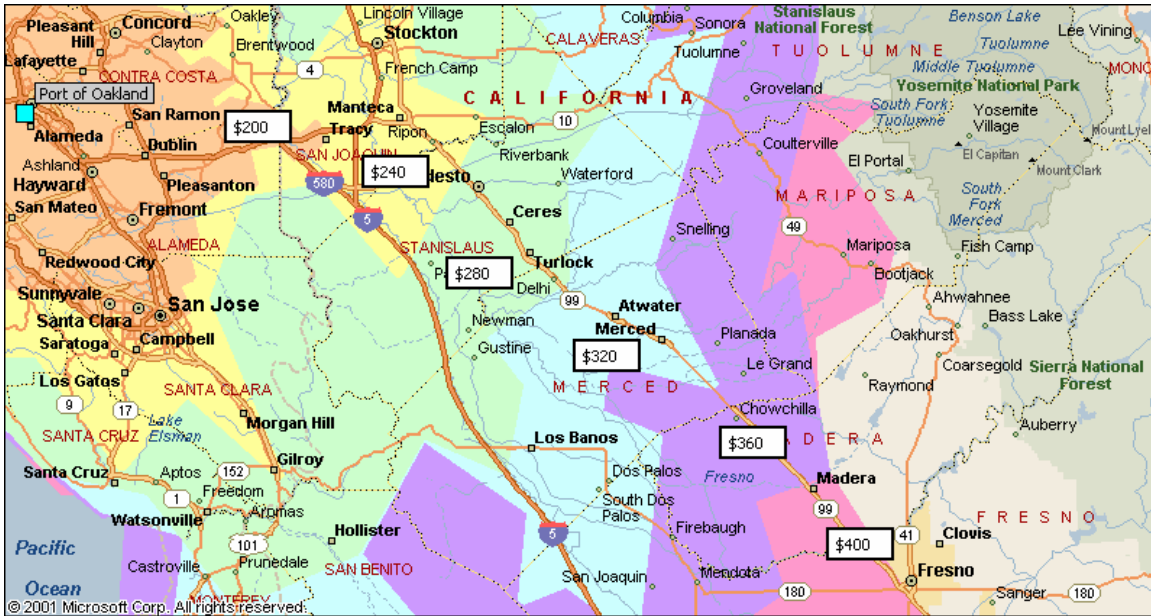 Concord
Oakley
Lincoln Village
Columbia
Sonora
Stanislaus
National Forest
Benson Lake
Pleasant
Hill
Clayton
Brentwood
Stockton
CALAVERAS
Tuolumne
TUOLUMNE
Tuolumne
Lee Vining
Lafayette
CONTRA COSTA
4
French Camp
Middle Tuolumne
MONO
Port of Oakland
Manteca
CALIFORNIA
Groveland
Yosemite National Park
South Fork
Tuolumne
Yosemite
Village
Alameda
San Ramon
$200
Tracy
Ripon
Escalon
10
Mount Lyell
Ashland
Dublin
SAN JOAQUIN
Riverbank
Coulterville
El Portal
El Capitan
Mount Clark
Hayward
Pleasanton
580
$240
desto
Waterford
MARIPOSA
South
Fork
Merced
San Mateo
Fremont
5
Ceres
Snelling
49
ALAMEDA
STANISLAUS
Mariposa
Fish Camp
Redwood City
Pa
$280
Turlock
Bootjack
Sunnyvale
San Jose
Delhi
99
Atwater
Ahwahnee
Santa Clara
Newman
Merced
Planada
Oakhurst
Bass Lake
Saratoga
Campbell
Gustine
$320
Le Grand
Coarsegold
Sierra National
Forest
Los Gatos
SANTA CLARA
MERCED
Raymond
9
17
Lake
Elsman
Morgan Hill
Chowchilla
Auberry
SANTA CRUZ
Los Banos
$360
ADERA
Santa Cruz
Aptos
152
Gilroy
Dos Palos
Fresno
Madera
1
Freedom
South Dos
Palos
99
FRESNO
Watsonville
Aromas
Hollister
5
Firebaugh
$400
41
Clovis
Pacific
Ocean
101
Castroville
Prunedale
SAN BENITO
San Joaquin
Mendota
180
Fresno
180
Sanger
MONTEREY
© 2001 Microsoft Corp. All rights reserved.